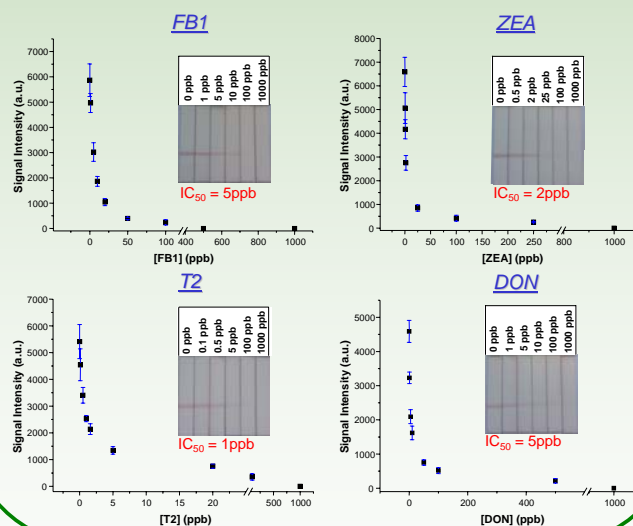 FB1
Signal Intensity (a.u.)
7000
6000
5000
4000
3000
2000
1000
0
0 ppb
1 ppb
5 ppb
10 ppb
100 ppb
1000 ppb
IC50 = 5ppb
0 50 100 400 600 800 1000
[FB1] (ppb)
ZEA
Signal Intensity (a.u.)
8000
7000
6000
5000
4000
3000
2000
1000
0
0 ppb
0.5 ppb
2 ppb
25 ppb
100 ppb
1000 ppb
IC50 = 2ppb
0 50 100 150 200 250 800 1000
[ZEA] (ppb)
T2
Signal Intensity (a.u.)
7000
6000
5000
4000
3000
2000
1000
0
0 ppb
0.1 ppb
0.5 ppb
5 ppb
100 ppb
1000 ppb
IC50 = 1ppb
0 5 10 15 20 500 1000
[T2] (ppb)
DON
Signal Intensity (a.u.)
5000
4000
3000
2000
1000
0
0 ppb
1 ppb
5 ppb
10 ppb
100 ppb
1000 ppb
IC50 = 5ppb
0 100 200 300 400 500 1000
[DON] (ppb)